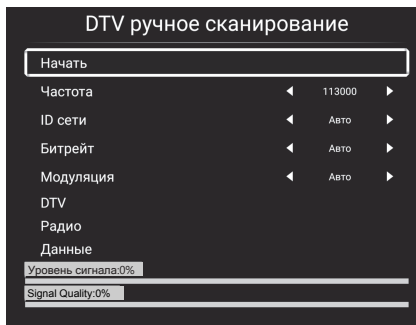 DTV ручное сканирование
Начать
Частота 113000
ID сети Авто
Битрейт Авто
Модуляция Авто
DTV
Радио
Данные
Уровень сигнала:0%
Signal Quality:0%